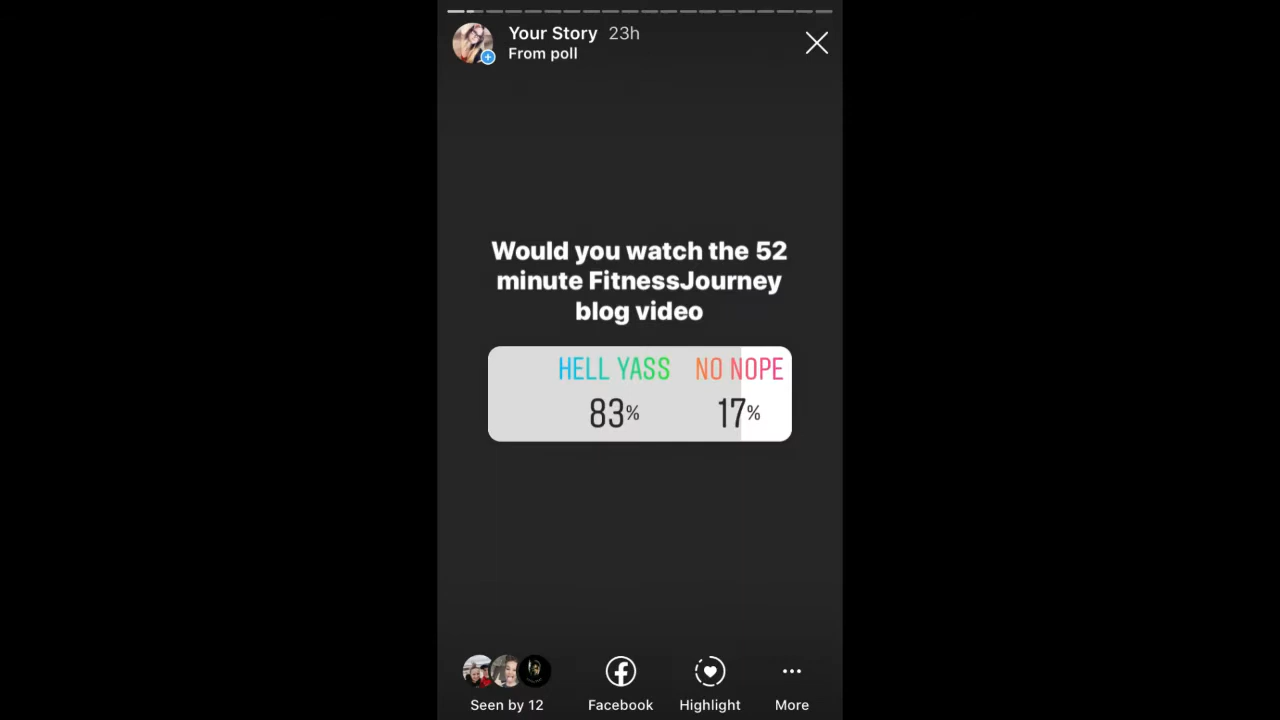 Your Story 23h
From poll
Would you watch the 52
minute FitnessJourney
blog video
HELL YASS NO NOPE
83% 17%
Seen by 12 Facebook Highlight More